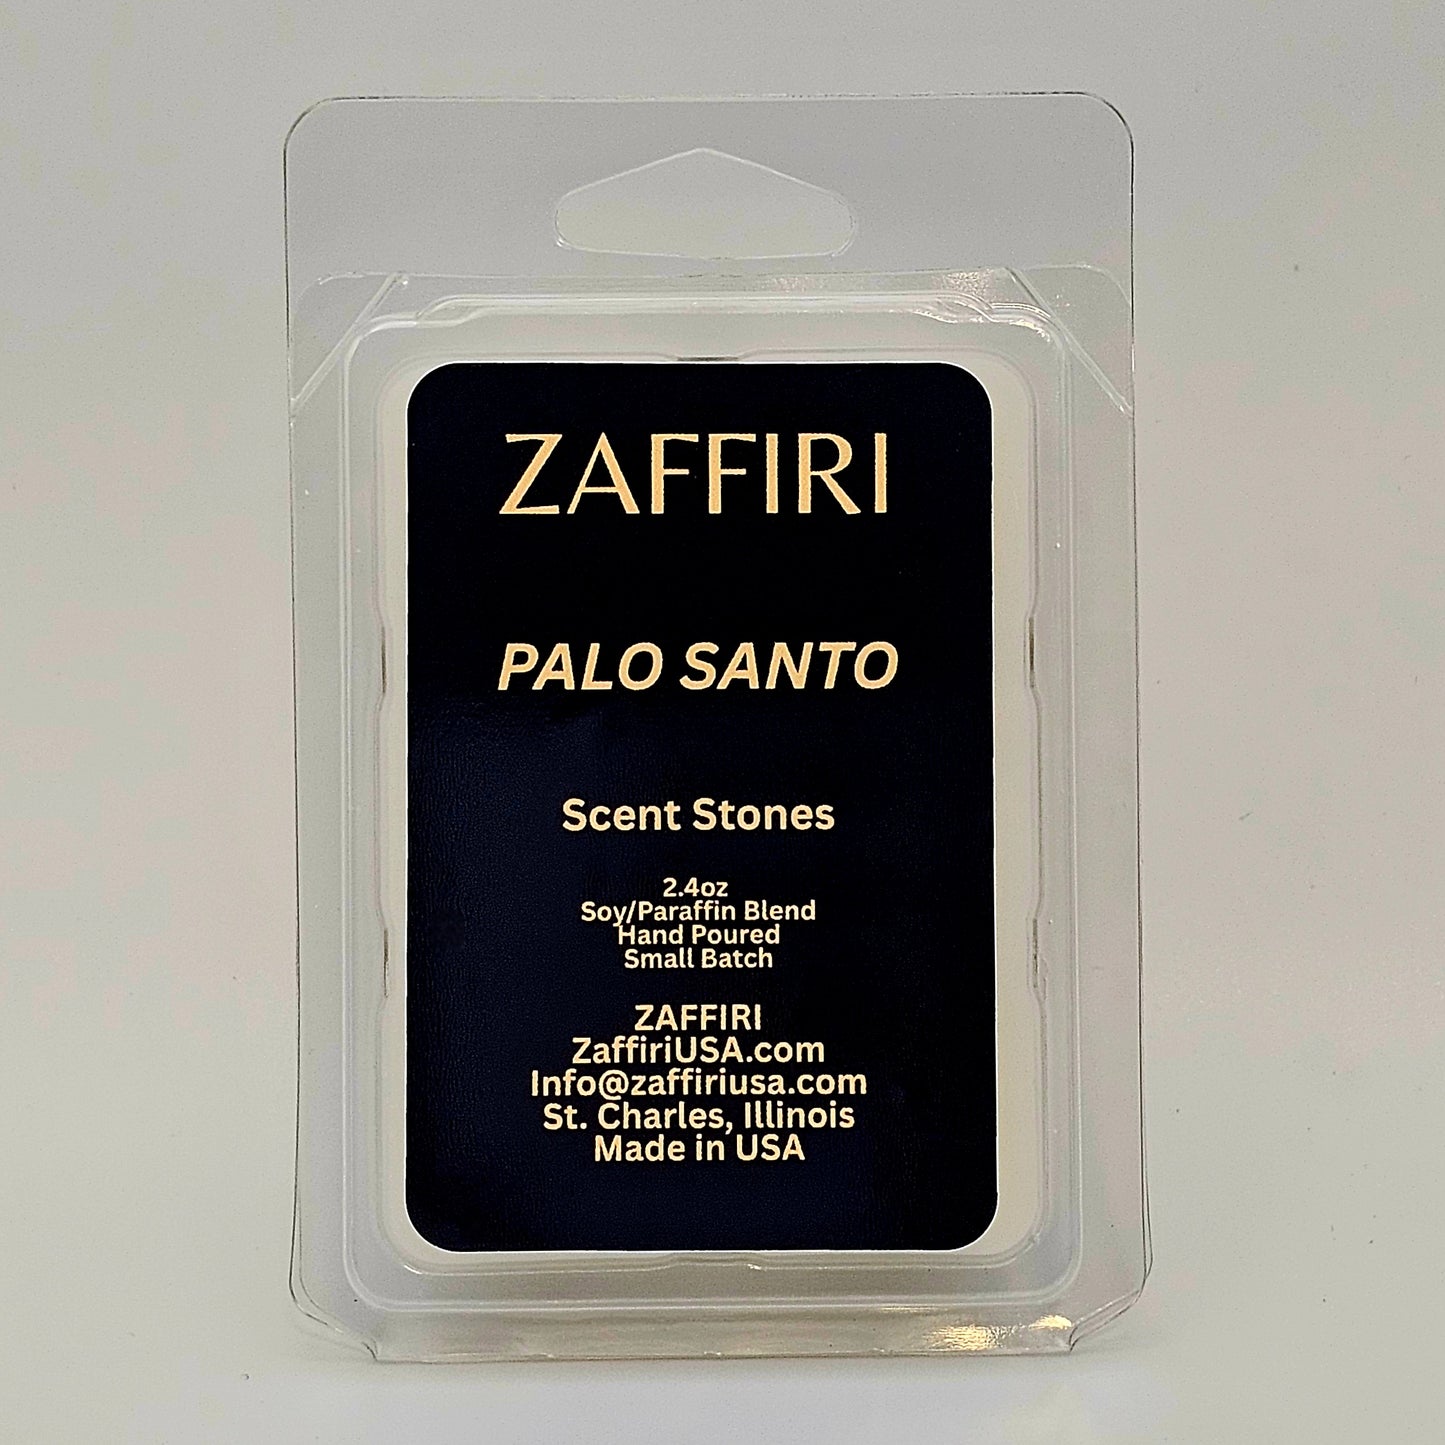 ZAFFIRI
PALO SANTO
Scent Stones
2.4oz
Soy/Paraffin Blend
Hand Poured
Small Batch
ZAFFIRI
ZaffiriUSA.com
Info@zaffiriusa.com
St. Charles, Illinois
Made in USA